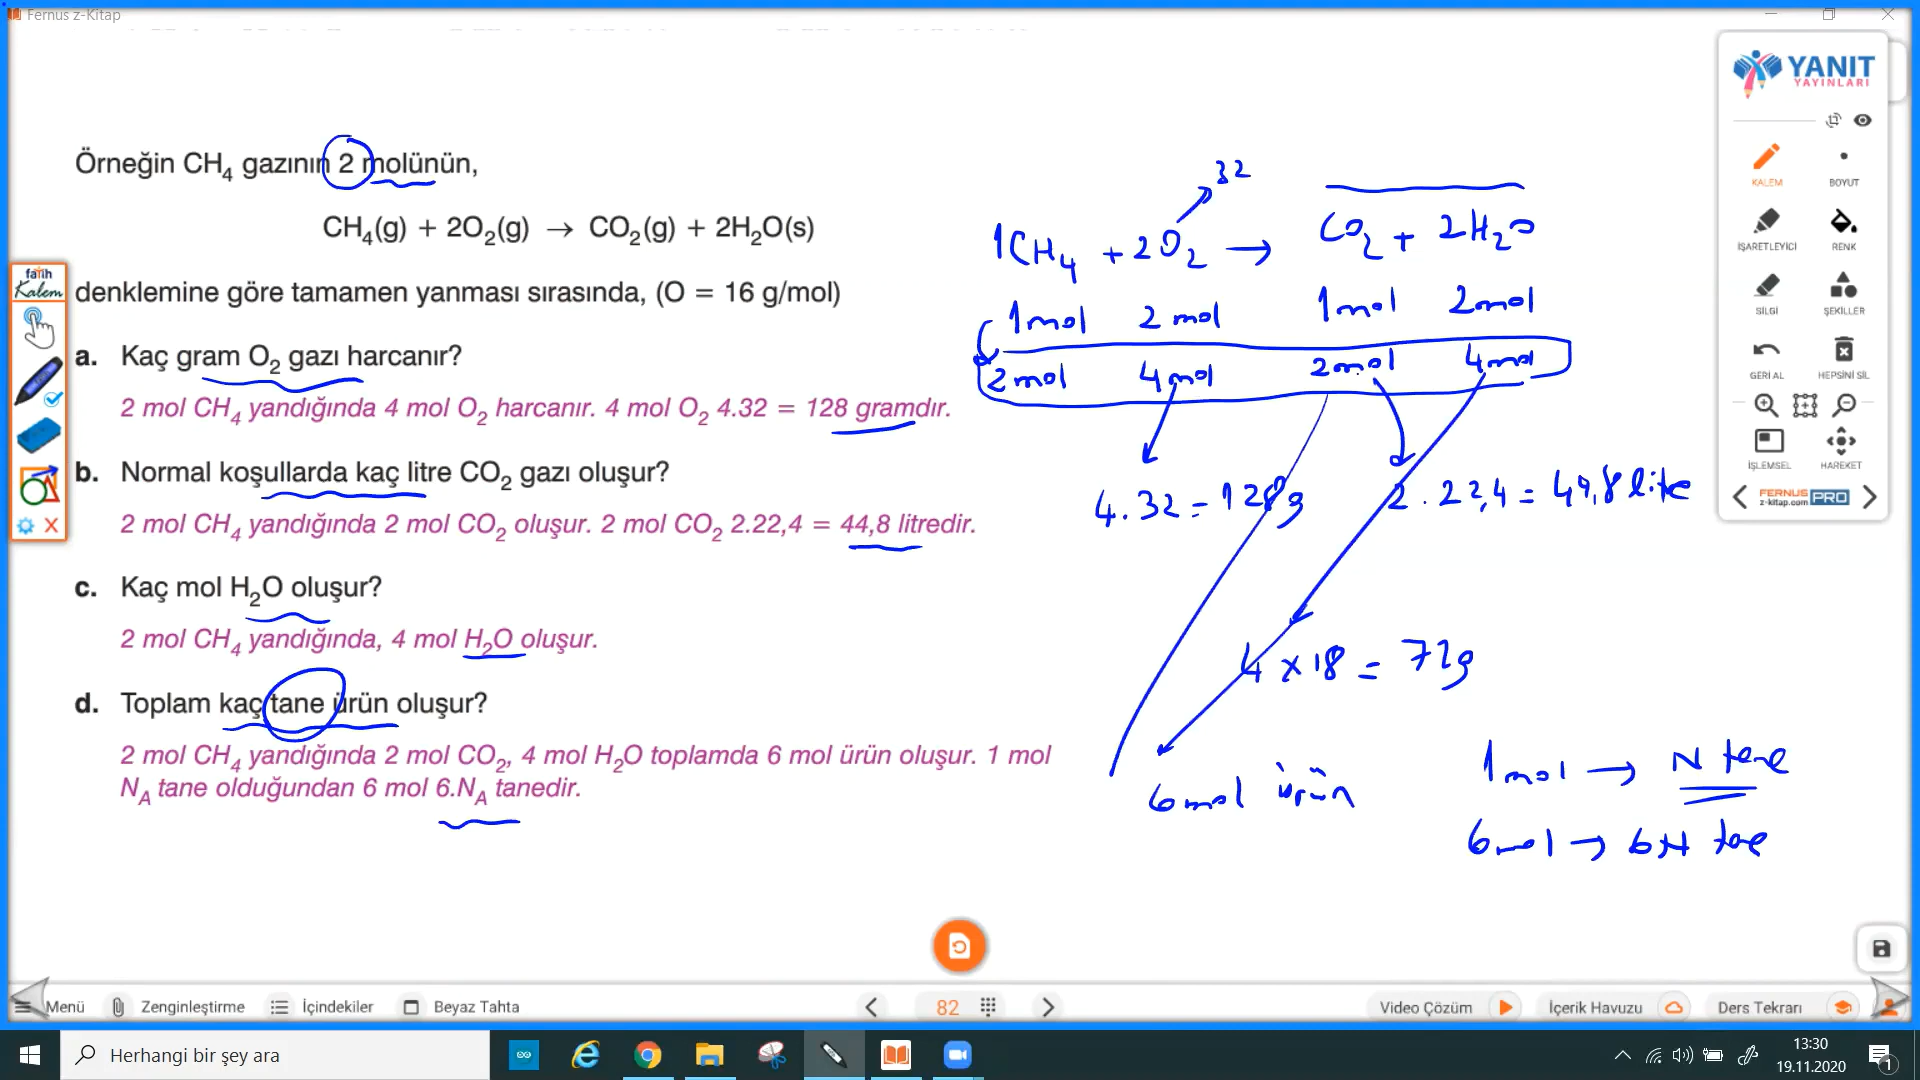 Fernus z-Kitap
Örneğin CH4 gazının 2 molünün,
CH4(g) + 2O2(g) → CO2(g) + 2H2O(s)
denklemine göre tamamen yanması sırasında, (O = 16 g/mol)
a. Kaç gram O2 gazı harcanır?
2 mol CH4 yandığında 4 mol O2 harcanır. 4 mol O2 4.32 = 128 gramdır.
b. Normal koşullarda kaç litre CO2 gazı oluşur?
2 mol CH4 yandığında 2 mol CO2 oluşur. 2 mol CO2 2.22,4 = 44,8 litredir.
c. Kaç mol H2O oluşur?
2 mol CH4 yandığında, 4 mol H2O oluşur.
d. Toplam kaç tane ürün oluşur?
2 mol CH4 yandığında 2 mol CO2, 4 mol H2O toplamda 6 mol ürün oluşur. 1 mol
NA tane olduğundan 6 mol 6.NA tanedir.
32
1CH4 + 2O2 → CO2 + 2H2O
1mol 2 mol 1mol 2mol
2mol 4mol 2mol 4mol
4.32 = 128g
2.22,4 = 44,8 litre
4 x 18 = 72g
6mol ürün
1mol → N tane
6mol → 6N tane
fatih
Kalem
YANIT
YAYINLARI
KALEM BOYUT
İŞARETLEYİCİ RENK
SİLGİ ŞEKİLLER
GERİ AL HEPSİNİ SİL
İŞLEMSEL HAREKET
FERNUS PRO
z-kitap.com
Menü Zenginleştirme İçindekiler Beyaz Tahta 82 Video Çözüm İçerik Havuzu Ders Tekrarı
Herhangi bir şey ara
13:30
19.11.2020
1